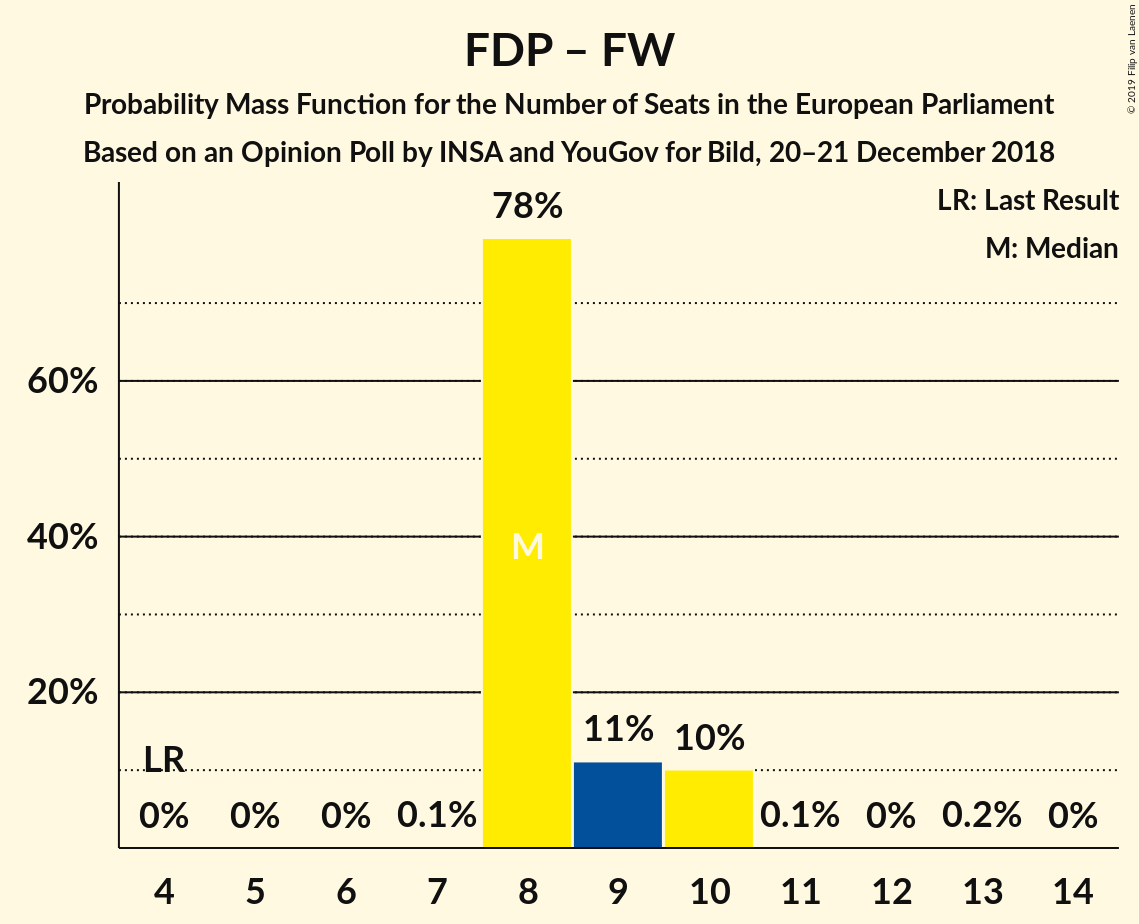 FDP – FW
Probability Mass Function for the Number of Seats in the European Parliament
Based on an Opinion Poll by INSA and YouGov for Bild, 20–21 December 2018
© 2019 Filip van Laenen
LR: Last Result
M: Median
78%
60%
40%
M
20%
11%
10%
LR
0%
0%
0%
0.1%
0.1%
0%
0.2%
0%
4 5 6 7 8 9 10 11 12 13 14